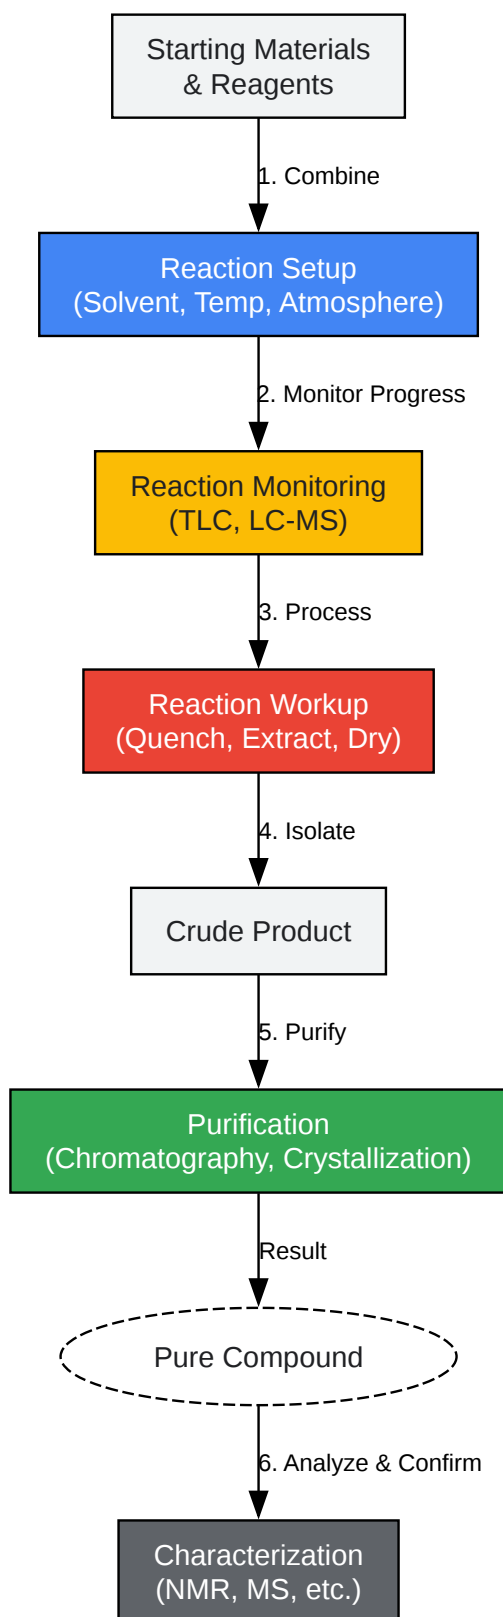 Starting Materials
& Reagents
1. Combine
Reaction Setup
(Solvent, Temp, Atmosphere)
2. Monitor Progress
Reaction Monitoring
(TLC, LC-MS)
3. Process
Reaction Workup
(Quench, Extract, Dry)
4. Isolate
Crude Product
5. Purify
Purification
(Chromatography, Crystallization)
Result
Pure Compound
6. Analyze & Confirm
Characterization
(NMR, MS, etc.)